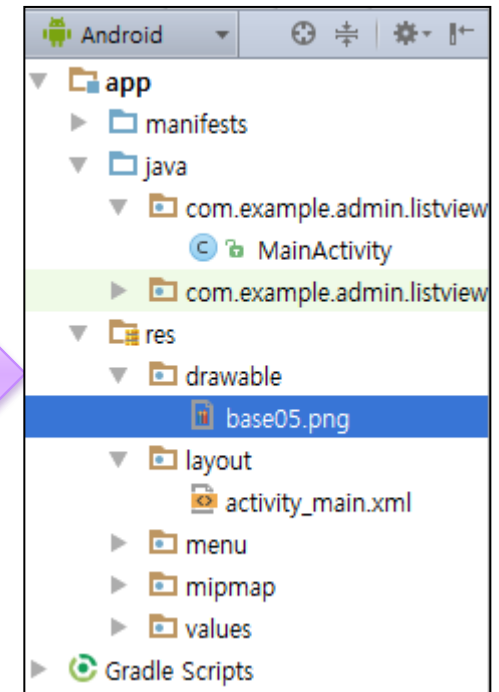 Android
app
manifests
java
com.example.admin.listview
MainActivity
com.example.admin.listview
res
drawable
base05.png
layout
activity_main.xml
menu
mipmap
values
Gradle Scripts